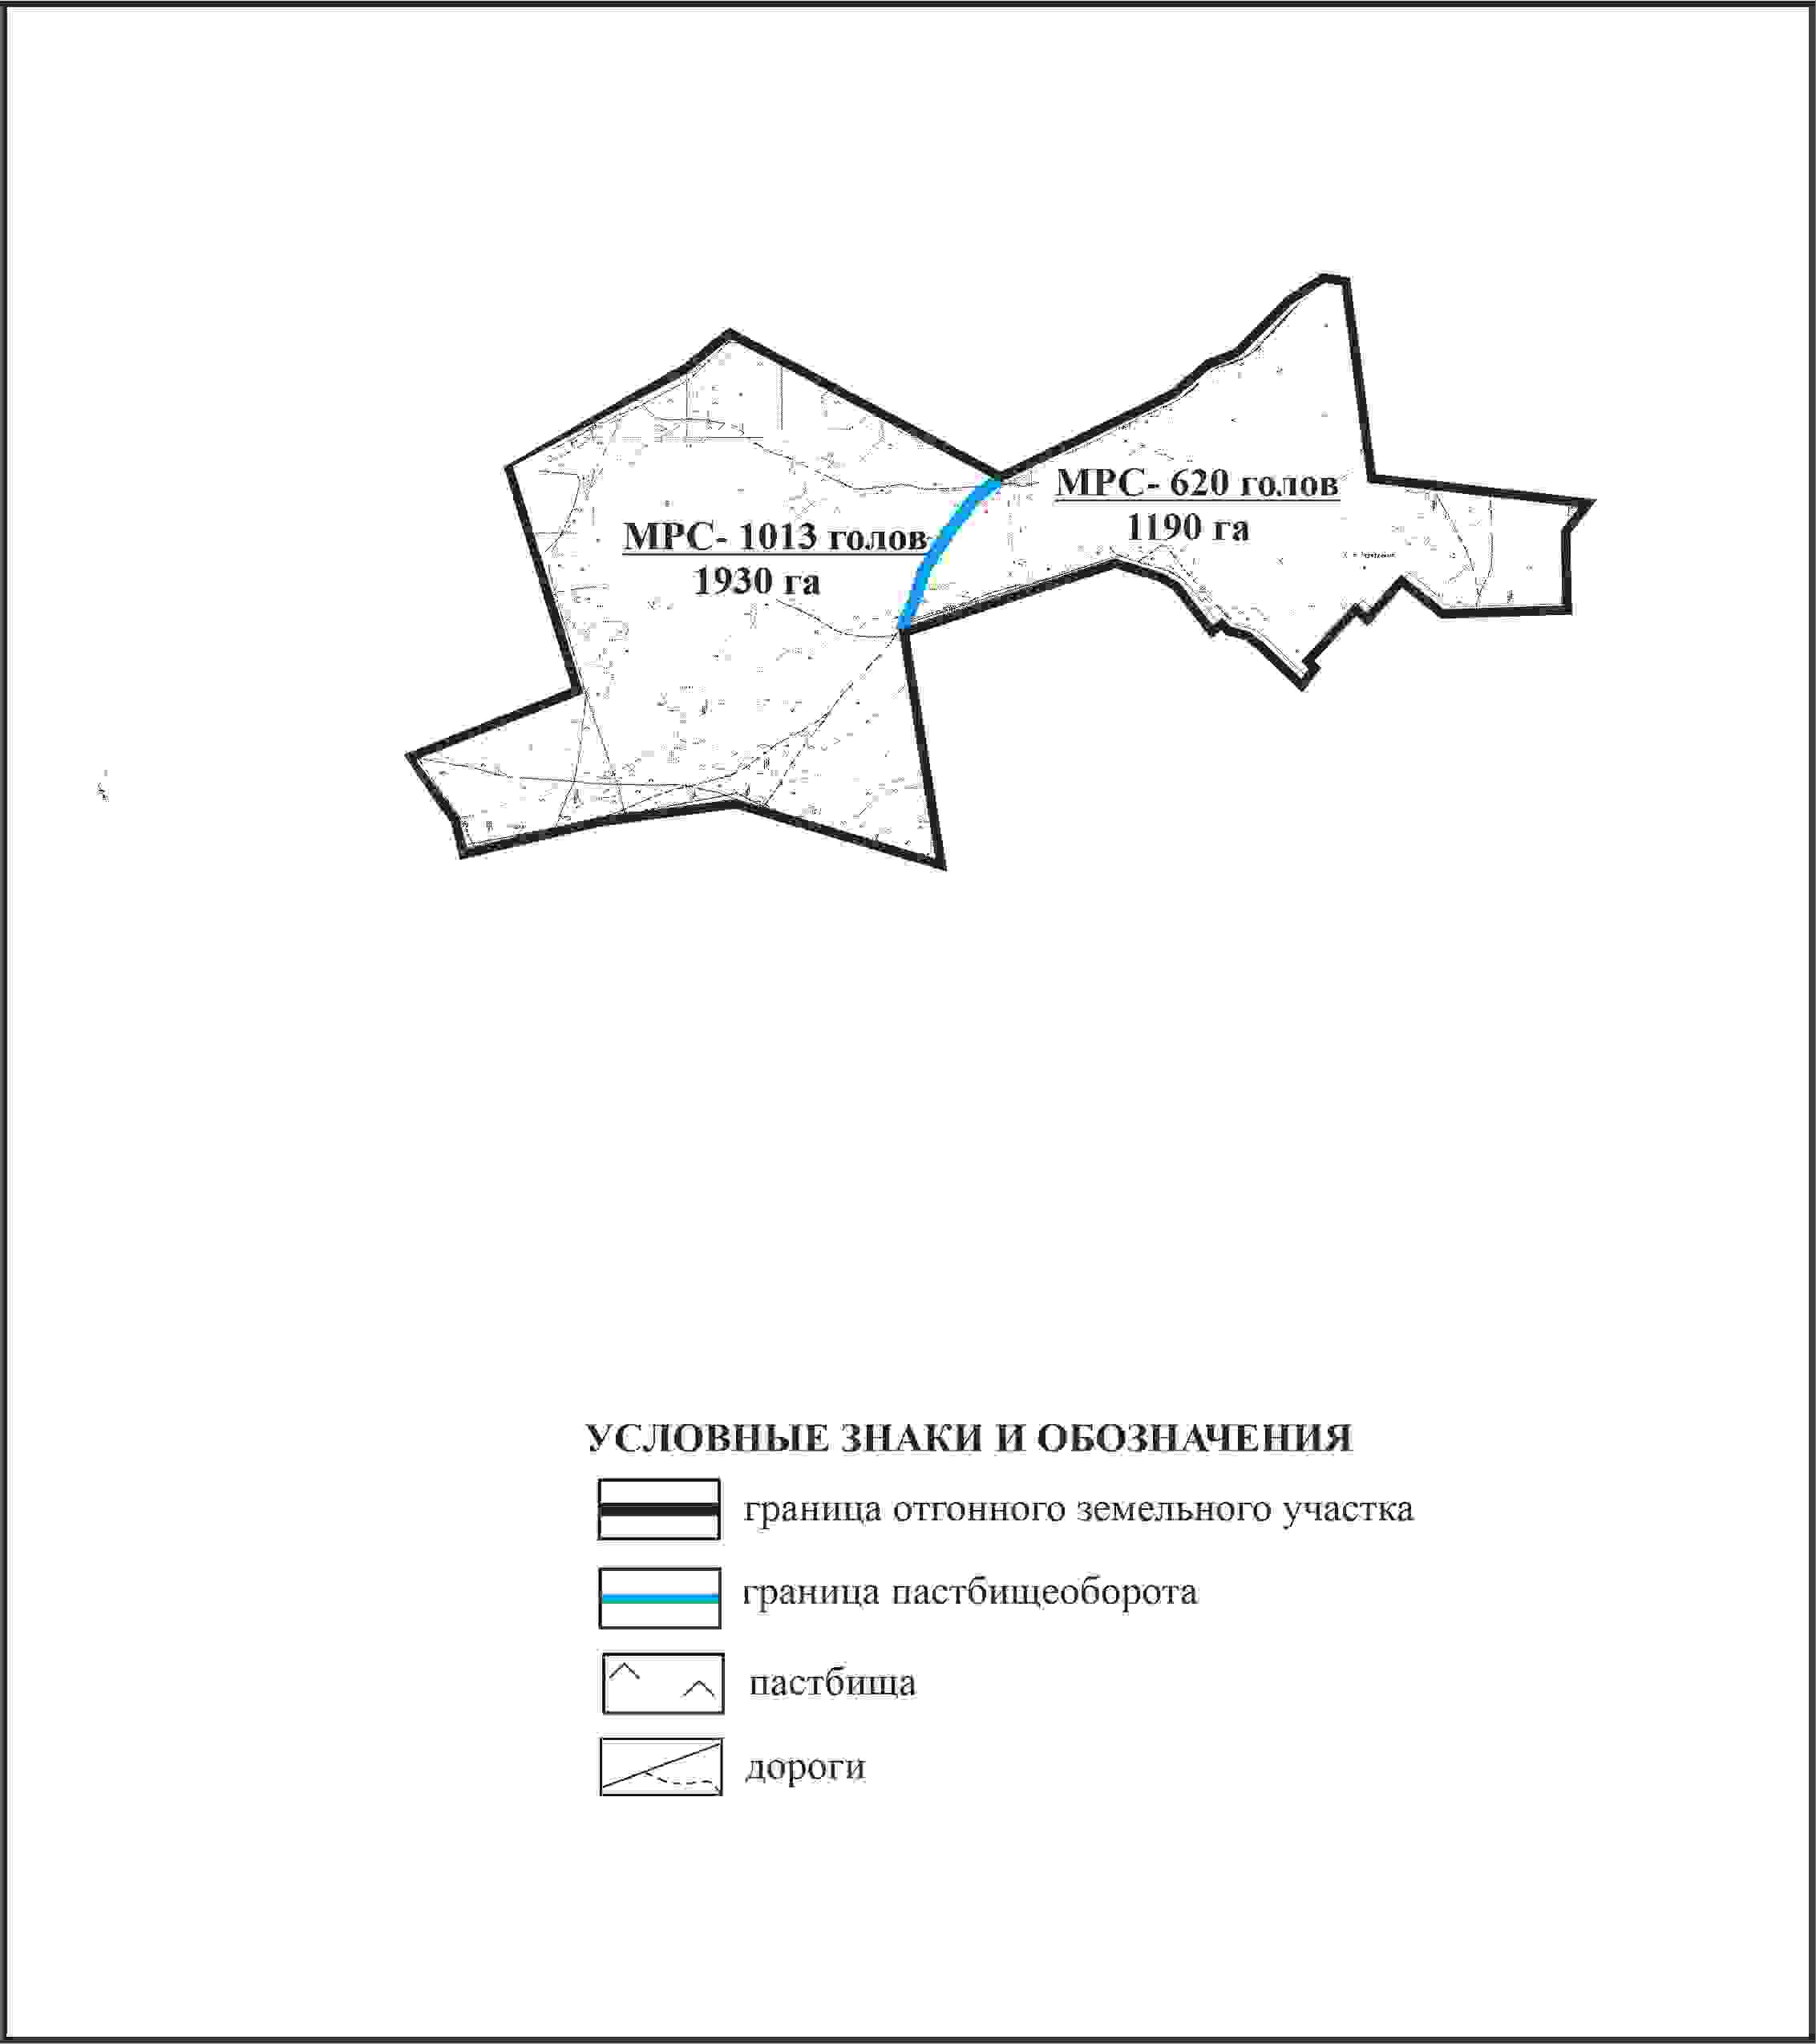 МРС- 620 голов
1190 га
МРС- 1013 голов
1930 га
УСЛОВНЫЕ ЗНАКИ И ОБОЗНАЧЕНИЯ
граница отгонного земельного участка
граница пастбищеоборота
пастбища
дороги